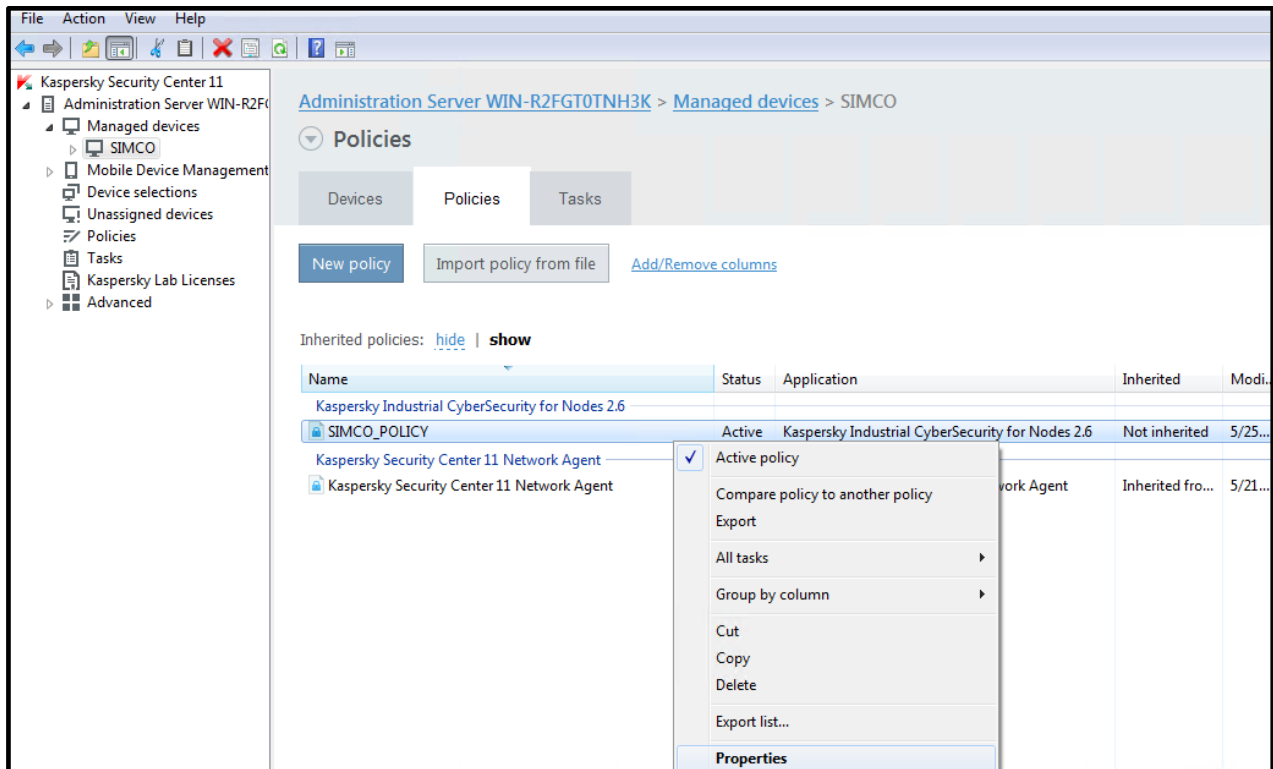 File Action View Help
Kaspersky Security Center 11
Administration Server WIN-R2F
Managed devices
SIMCO
Mobile Device Management
Device selections
Unassigned devices
Policies
Tasks
Kaspersky Lab Licenses
Advanced
Administration Server WIN-R2FGT0TNH3K > Managed devices > SIMCO
Policies
Devices Policies Tasks
New policy Import policy from file Add/Remove columns
Inherited policies: hide | show
Name Status Application Inherited Modi...
Kaspersky Industrial CyberSecurity for Nodes 2.6
SIMCO_POLICY Active Kaspersky Industrial CyberSecurity for Nodes 2.6 Not inherited 5/25...
Kaspersky Security Center 11 Network Agent
Kaspersky Security Center 11 Network Agent work Agent Inherited fro... 5/21...
Active policy
Compare policy to another policy
Export
All tasks
Group by column
Cut
Copy
Delete
Export list...
Properties